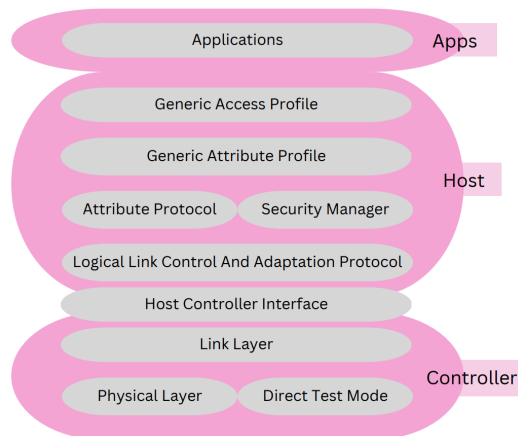 Applications
Apps
Generic Access Profile
Generic Attribute Profile
Host
Attribute Protocol
Security Manager
Logical Link Control And Adaptation Protocol
Host Controller Interface
Link Layer
Controller
Physical Layer
Direct Test Mode